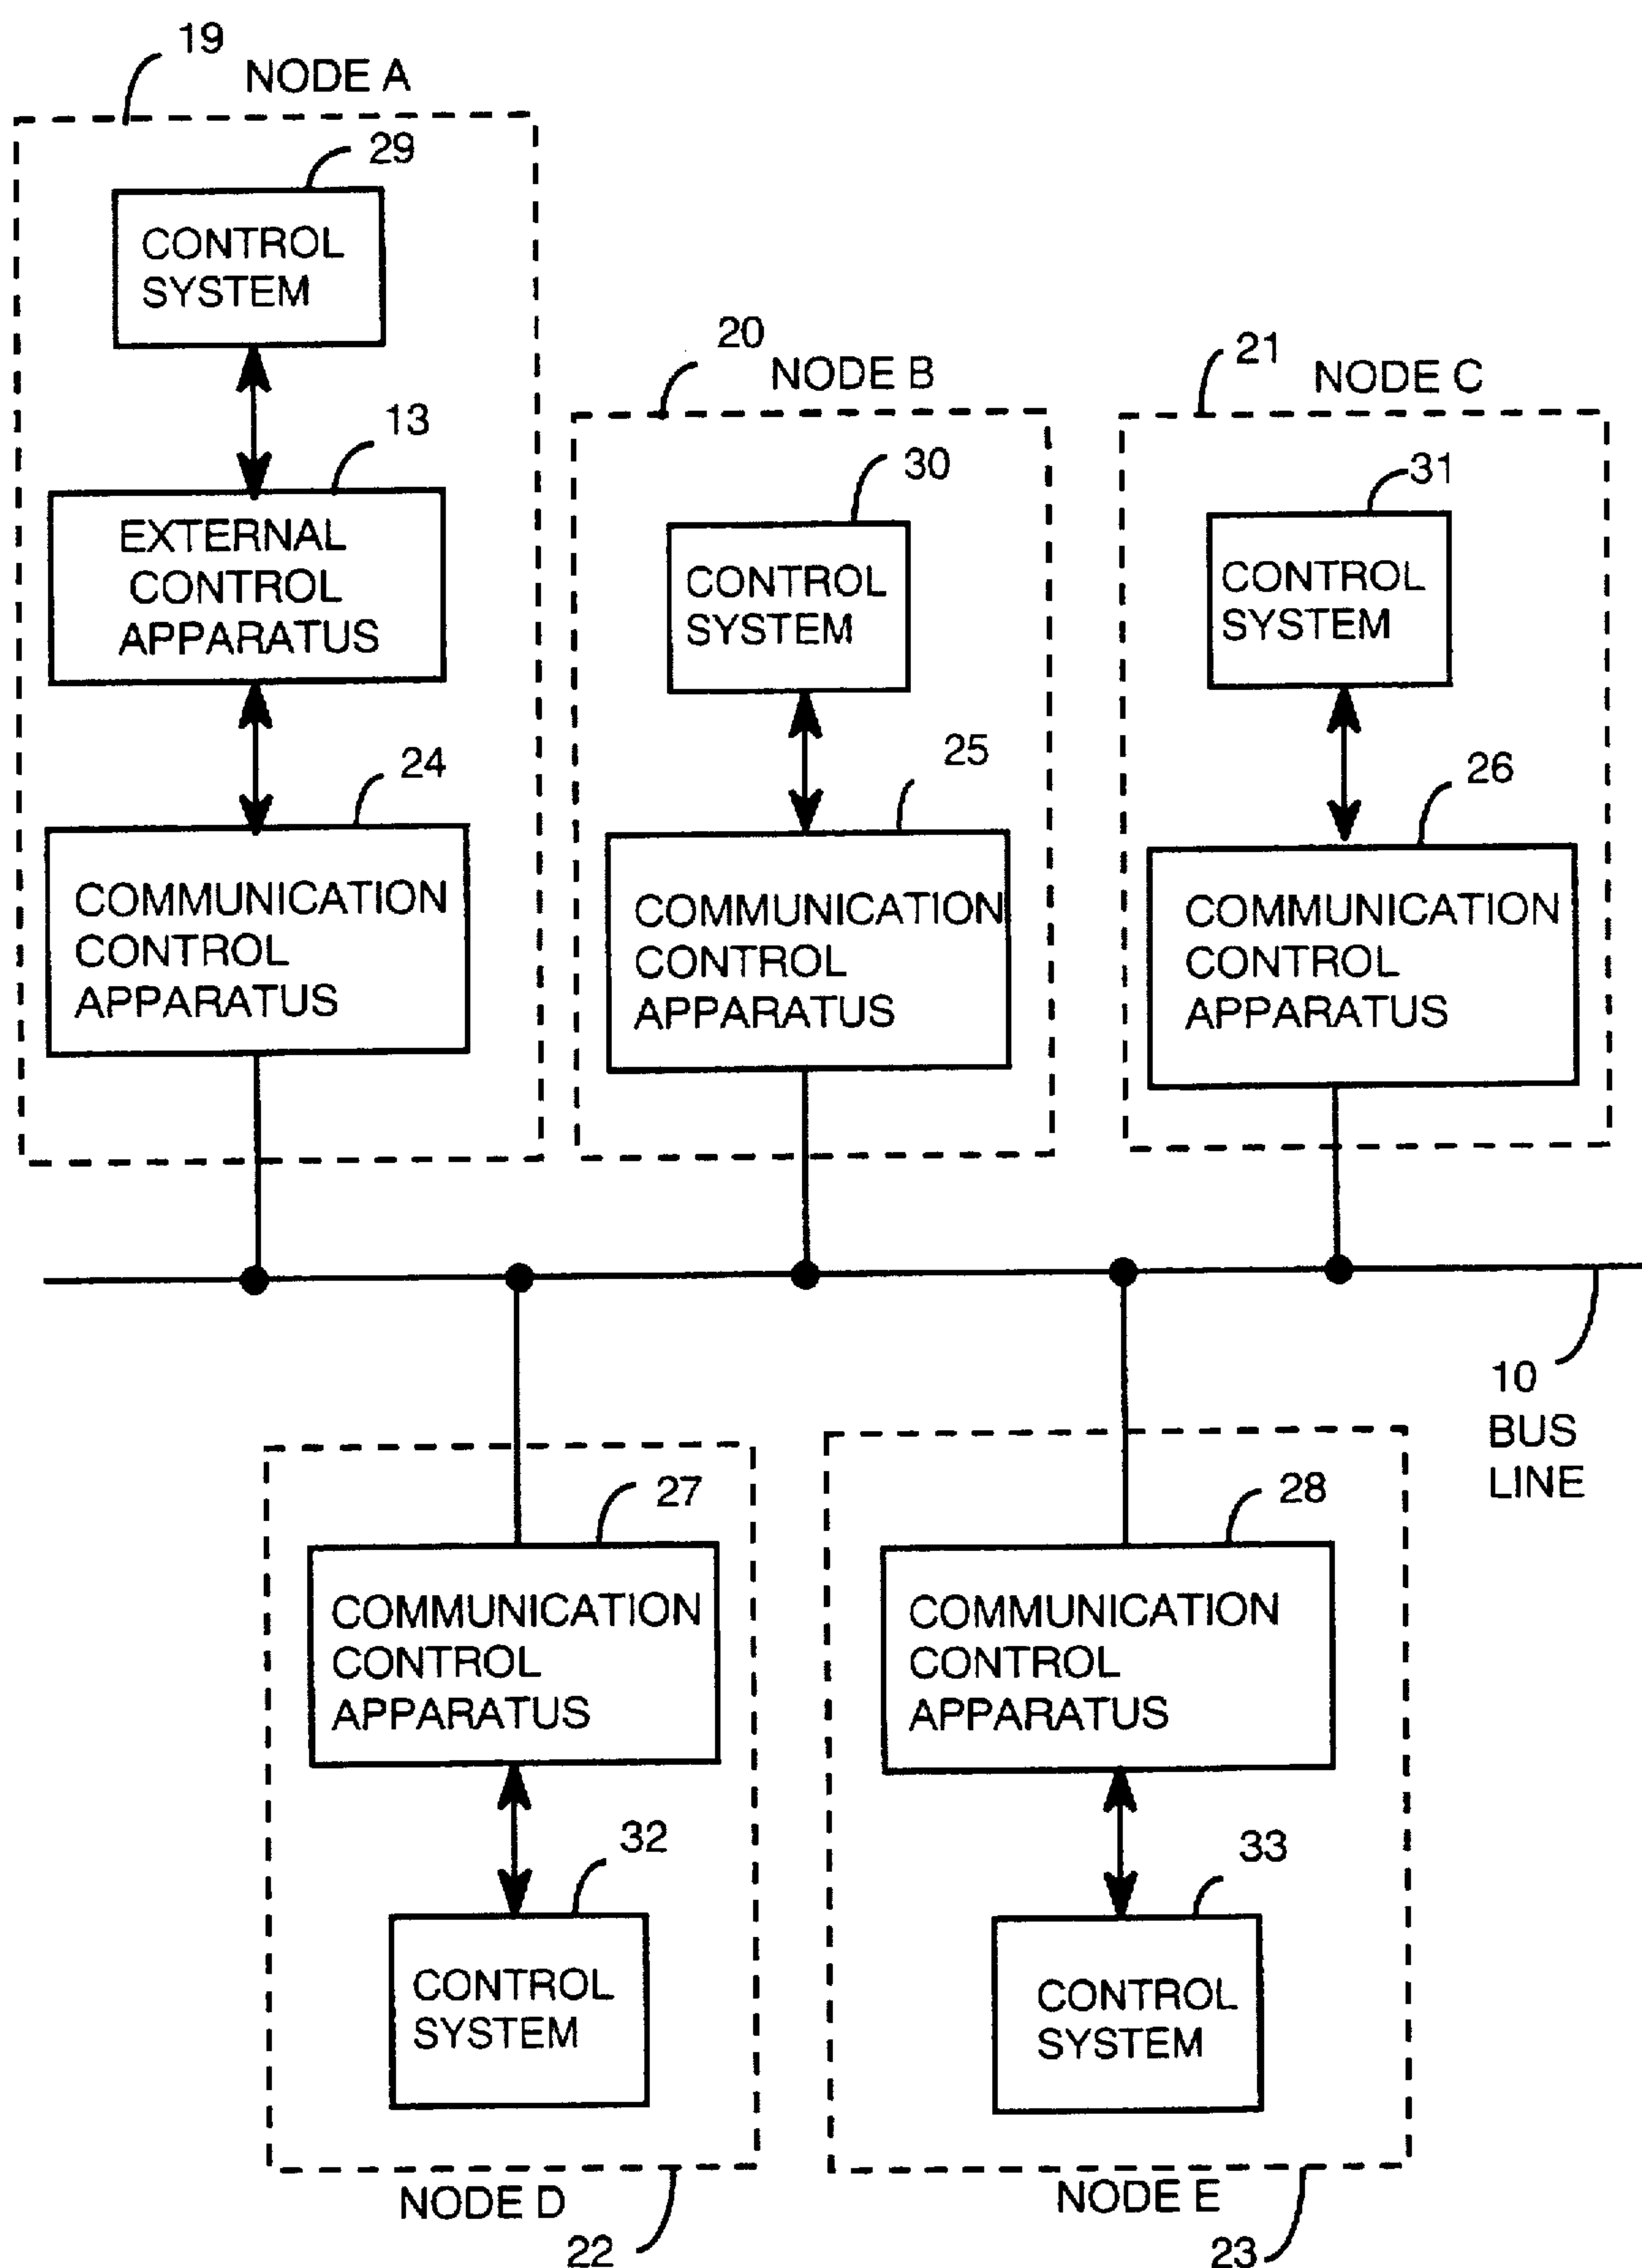 19
NODE A
29
CONTROL
SYSTEM
13
EXTERNAL
CONTROL
APPARATUS
24
COMMUNICATION
CONTROL
APPARATUS
20
NODE B
30
CONTROL
SYSTEM
25
COMMUNICATION
CONTROL
APPARATUS
21
NODE C
31
CONTROL
SYSTEM
26
COMMUNICATION
CONTROL
APPARATUS
10
BUS
LINE
27
COMMUNICATION
CONTROL
APPARATUS
32
CONTROL
SYSTEM
NODE D
22
28
COMMUNICATION
CONTROL
APPARATUS
33
CONTROL
SYSTEM
NODE E
23